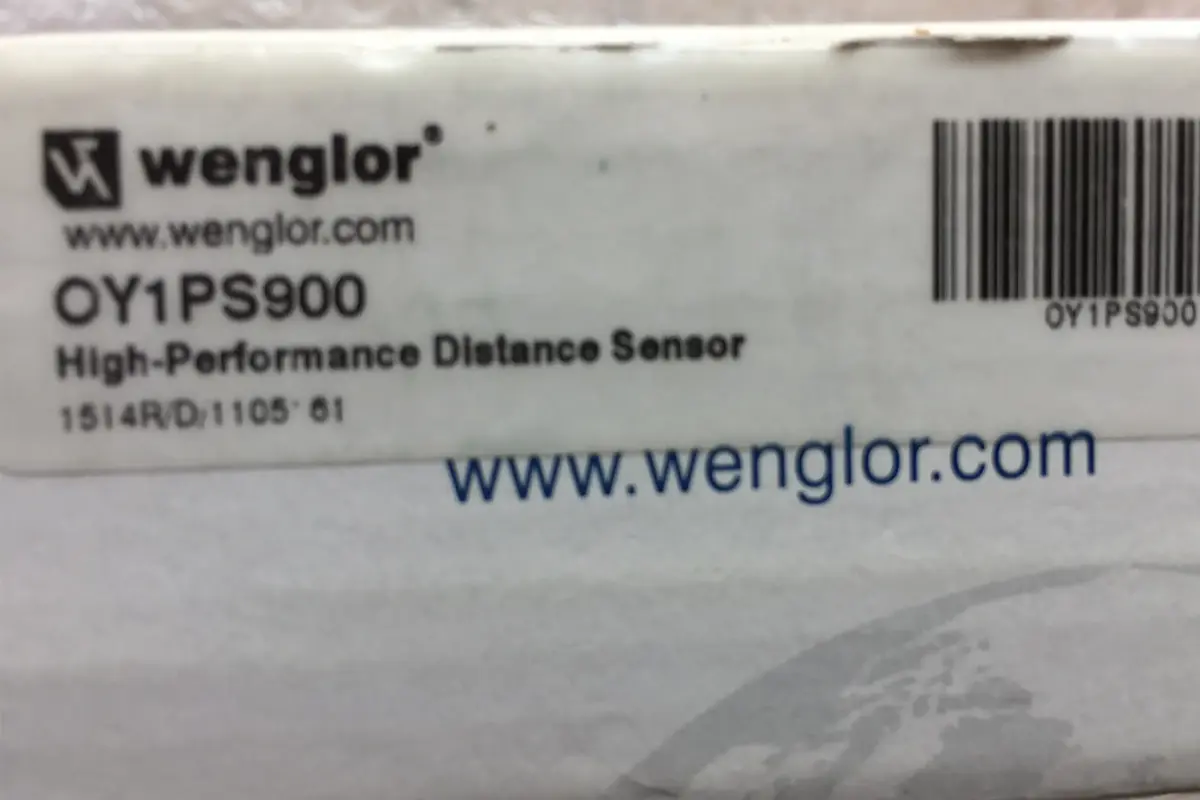 wenglor®
www.wenglor.com
OY1PS900
High-Performance Distance Sensor
OY1PS900
www.wenglor.com